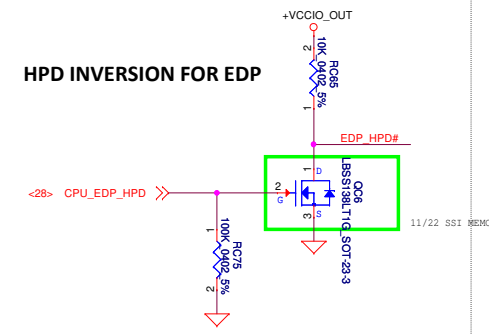 +VCCIO_OUT
2
10K_0402_5%
RC65
1
HPD INVERSION FOR EDP
EDP_HPD#
1
D
QC6
LBSS138LT1G_SOT-23-3
<28> CPU_EDP_HPD
2
G
3
S
11/22 SSI MEMO
1
100K_0402_5%
RC75
2